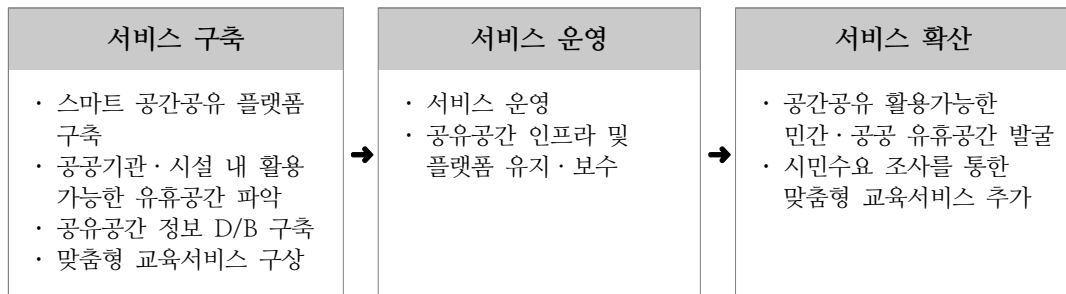 서비스 구축
· 스마트 공간공유 플랫폼
구축
· 공공기관·시설 내 활용
가능한 유휴공간 파악
· 공유공간 정보 D/B 구축
· 맞춤형 교육서비스 구상
서비스 운영
· 서비스 운영
· 공유공간 인프라 및
플랫폼 유지·보수
서비스 확산
· 공간공유 활용가능한
민간·공공 유휴공간 발굴
· 시민수요 조사를 통한
맞춤형 교육서비스 추가